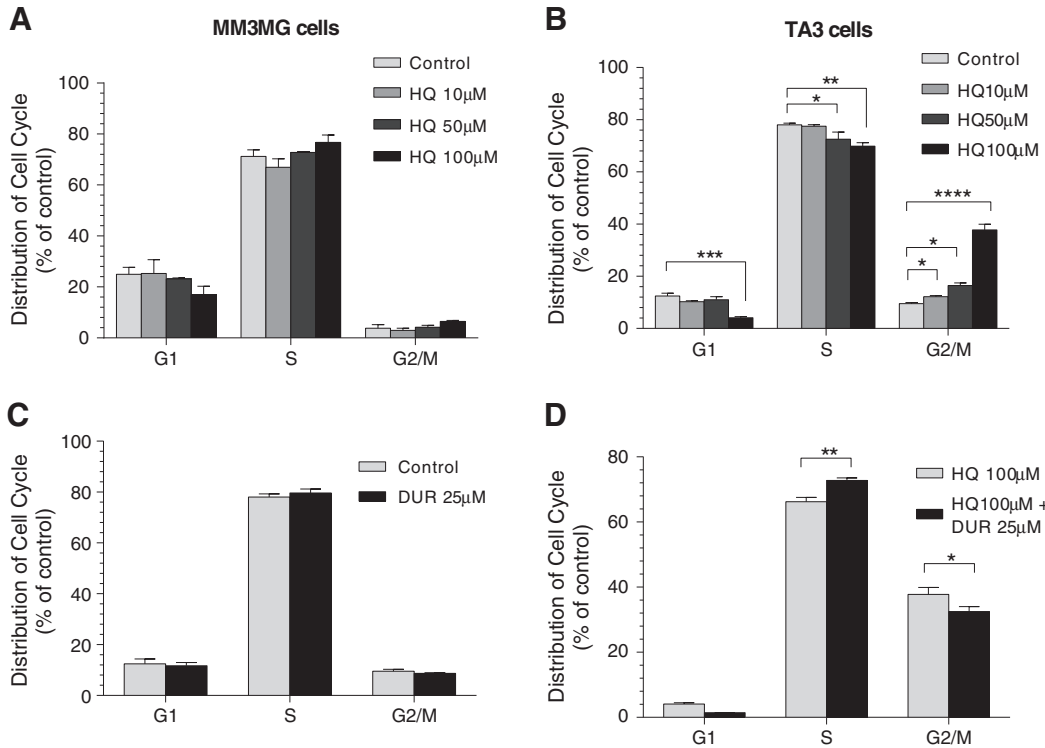 A
MM3MG cells
Control
HQ 10µM
HQ 50µM
HQ 100µM
Distribution of Cell Cycle
(% of control)
100
80
60
40
20
0
G1
S
G2/M
B
TA3 cells
Control
HQ10µM
HQ50µM
HQ100µM
Distribution of Cell Cycle
(% of control)
100
80
60
40
20
0
***
**
*
****
*
*
G1
S
G2/M
C
Control
DUR 25µM
Distribution of Cell Cycle
(% of control)
100
80
60
40
20
0
G1
S
G2/M
D
HQ 100µM
HQ100µM +
DUR 25µM
Distribution of Cell Cycle
(% of control)
80
60
40
20
0
**
*
G1
S
G2/M